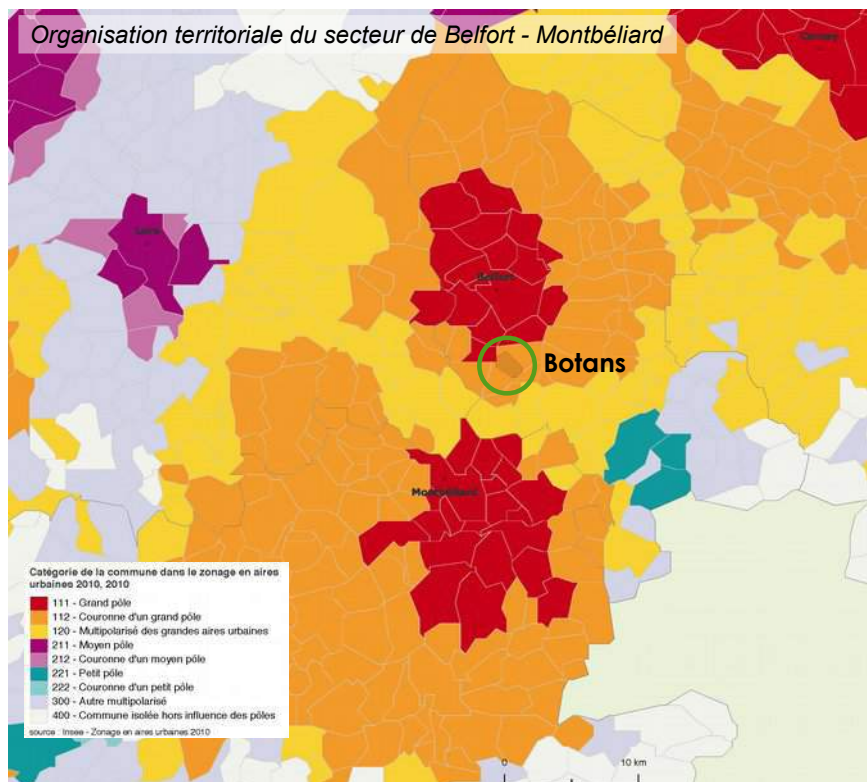 Organisation territoriale du secteur de Belfort - Montbéliard
Cernay
Lure
Belfort
Botans
Montbéliard
Catégorie de la commune dans le zonage en aires
urbaines 2010, 2010
111 - Grand pôle
112 - Couronne d'un grand pôle
120 - Multipolarisé des grandes aires urbaines
211 - Moyen pôle
212 - Couronne d'un moyen pôle
221 - Petit pôle
222 - Couronne d'un petit pôle
300 - Autre multipolarisé
400 - Commune isolée hors influence des pôles
source : Insee - Zonage en aires urbaines 2010
0 10 km